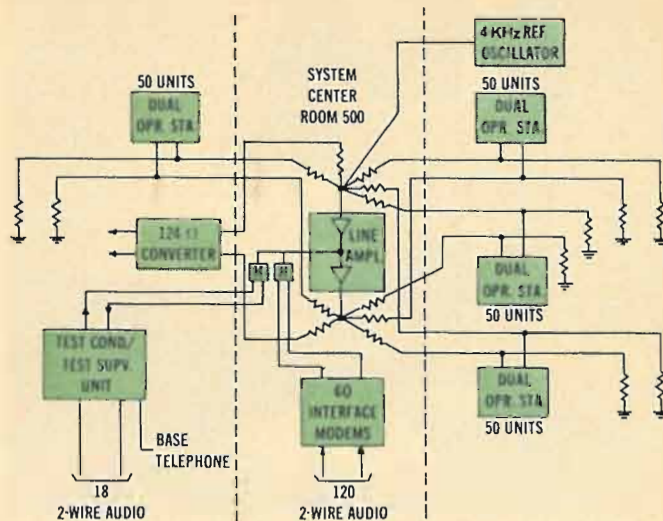 4 KHz REF
OSCILLATOR
50 UNITS
DUAL
OPR. STA.
SYSTEM
CENTER
ROOM 500
50 UNITS
DUAL
OPR. STA.
124 Ω
CONVERTER
LINE
AMPL.
H
H
DUAL
OPR. STA.
50 UNITS
TEST COND/
TEST SUPV.
UNIT
60
INTERFACE
MODEMS
DUAL
OPR. STA
50 UNITS
BASE
TELEPHONE
18
2-WIRE AUDIO
120
2-WIRE AUDIO